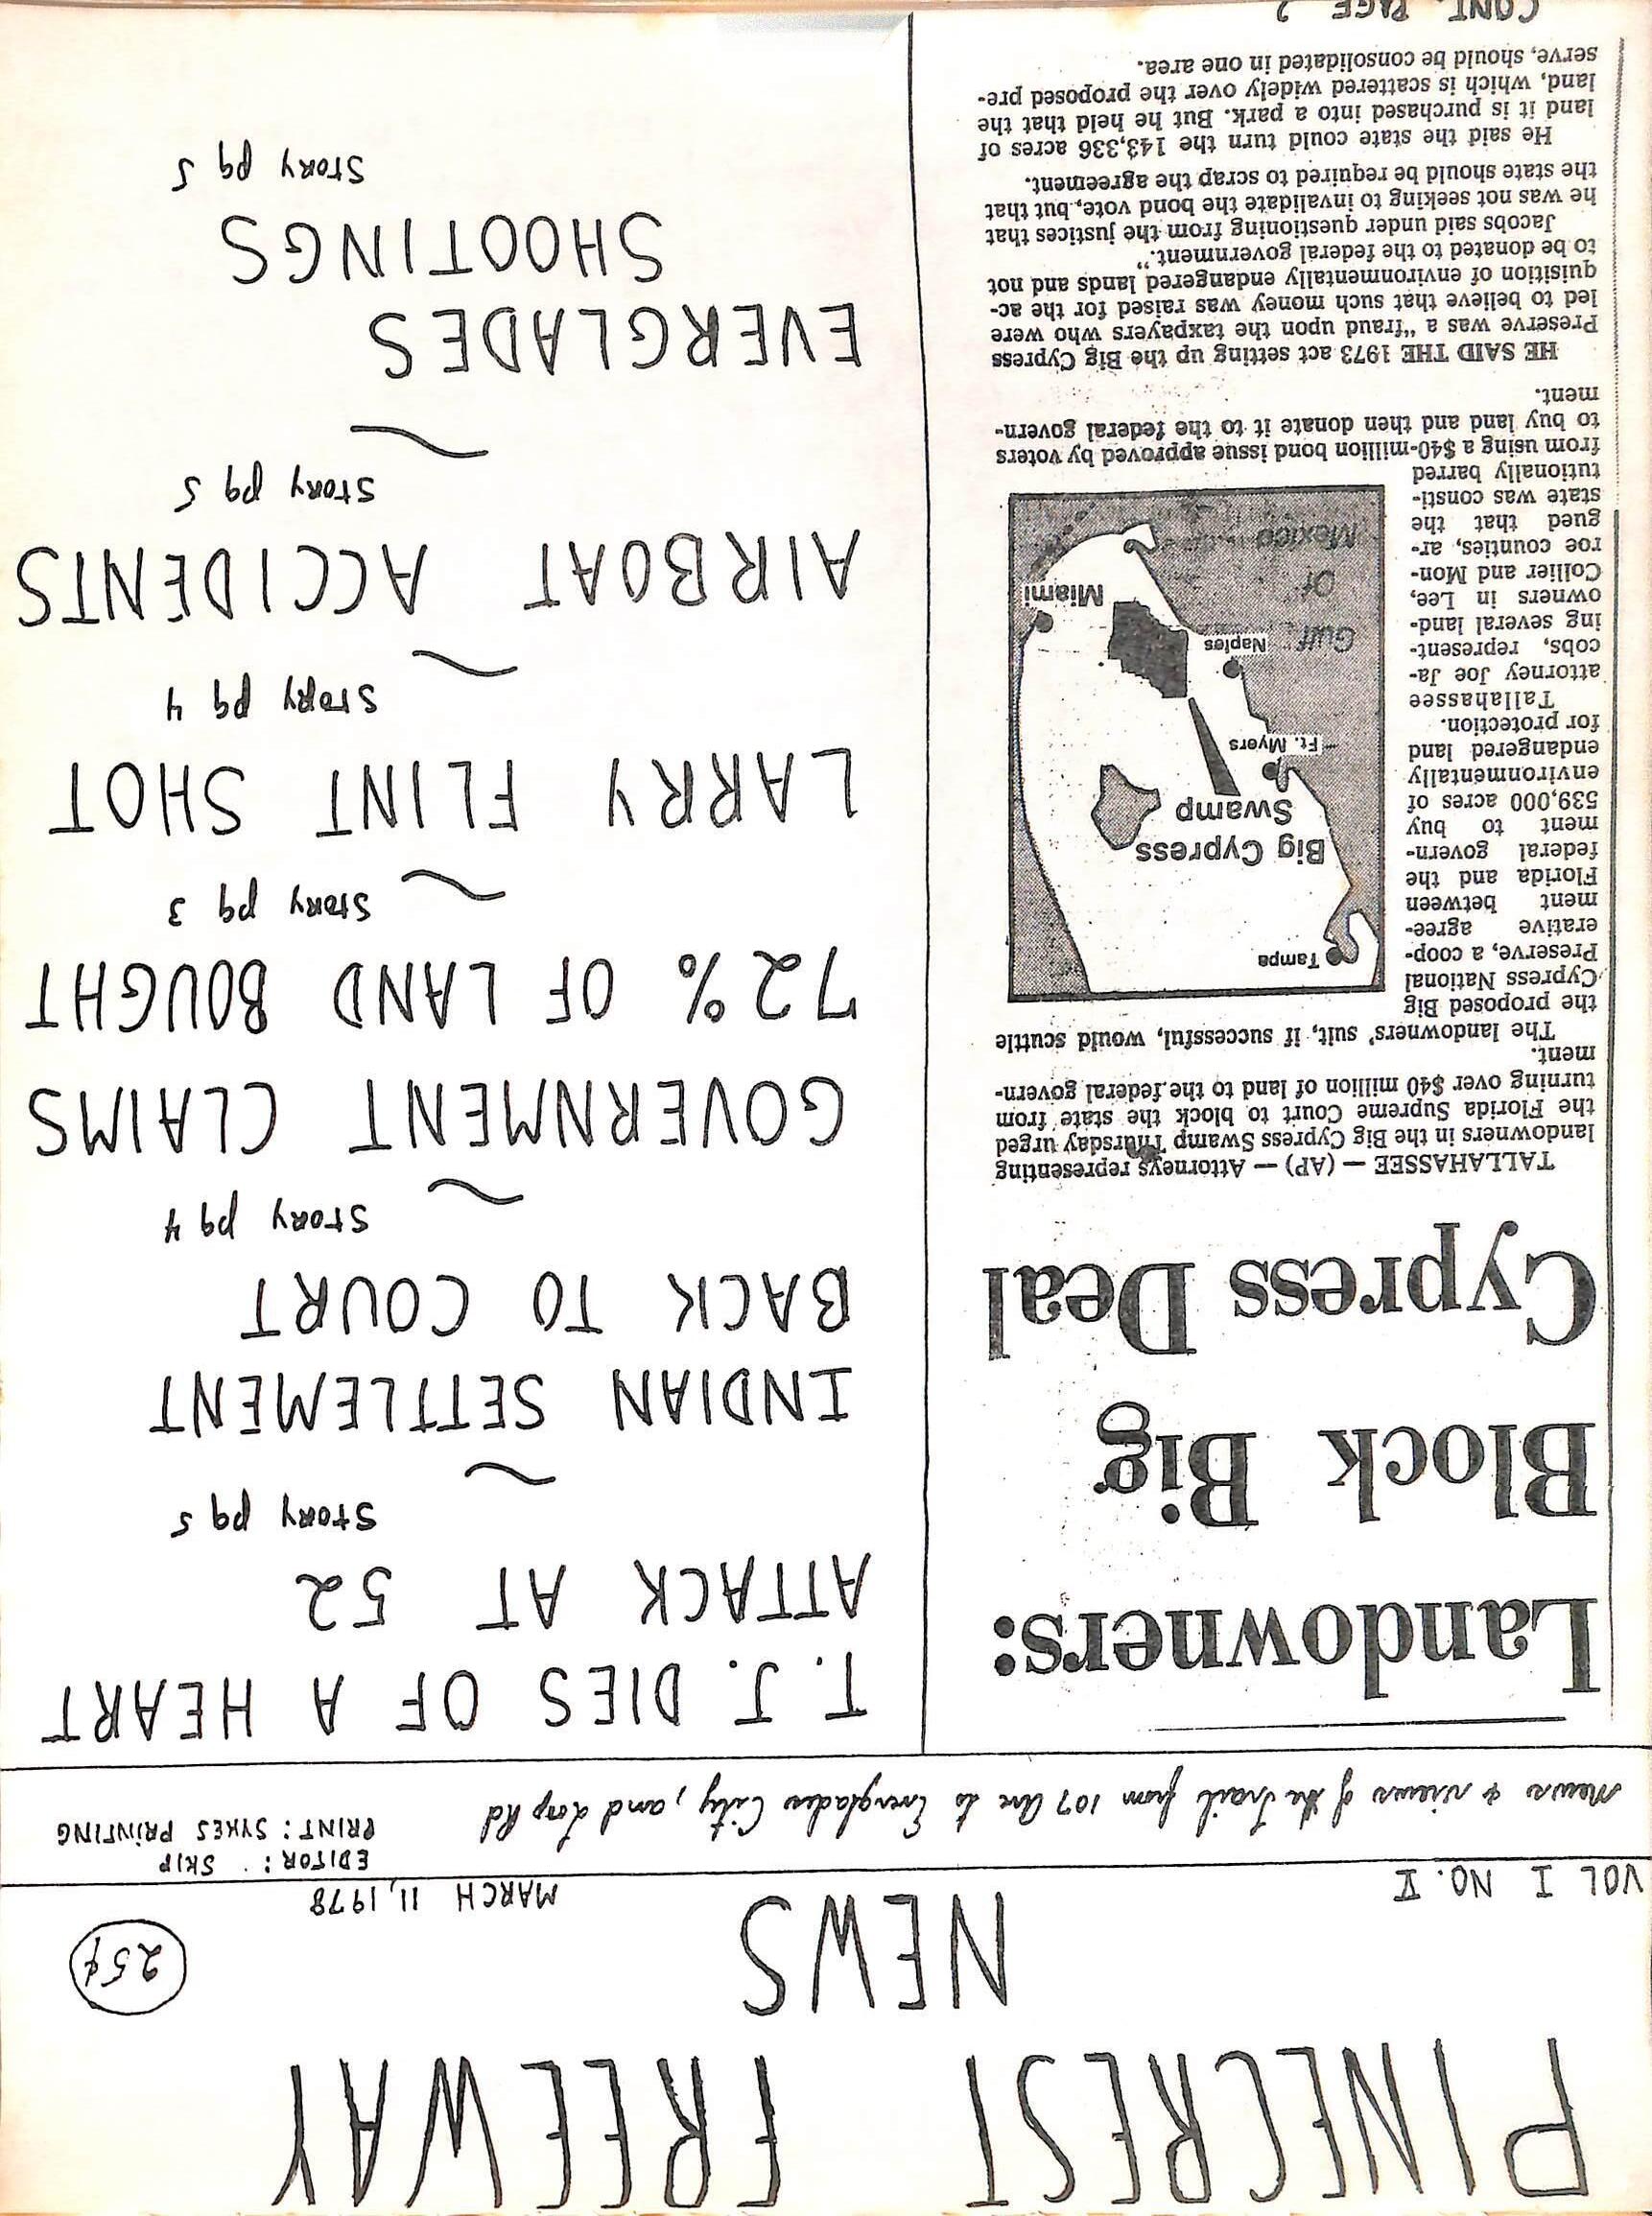 PINECREST FREEWAY
NEWS
25¢
VOL I NO. V
MARCH 11, 1978
EDITOR: SKIP
PRINT: SYKES PRINTING
News & views of the Trail from 107 Ave to Everglades City, and Loop Rd
Landowners:
Block Big
Cypress Deal
TALLAHASSEE — (AP) — Attorneys representing
landowners in the Big Cypress Swamp Thursday urged
the Florida Supreme Court to block the state from
turning over $40 million of land to the federal govern-
ment.
The landowners' suit, if successful, would scuttle
the proposed Big
Cypress National
Preserve, a coop-
erative agree-
ment between
Florida and the
federal govern-
ment to buy
539,000 acres of
environmentally
endangered land
for protection.
Tallahassee
attorney Joe Ja-
cobs, represent-
ing several land-
owners in Lee,
Collier and Mon-
roe counties, ar-
gued that the
state was consti-
tutionally barred
from using a $40-million bond issue approved by voters
to buy land and then donate it to the federal govern-
ment.
HE SAID THE 1973 act setting up the Big Cypress
Preserve was a "fraud upon the taxpayers who were
led to believe that such money was raised for the ac-
quisition of environmentally endangered lands and not
to be donated to the federal government."
Jacobs said under questioning from the justices that
he was not seeking to invalidate the bond vote, but that
the state should be required to scrap the agreement.
He said the state could turn the 143,336 acres of
land it is purchased into a park. But he held that the
land, which is scattered widely over the proposed pre-
serve, should be consolidated in one area.
CONT. PAGE 2
Tampa
Big Cypress
Swamp
Ft. Myers
Naples
Miami
Gulf
Of
Mexico
T.J. DIES OF A HEART
ATTACK AT 52
Story pg 5
INDIAN SETTLEMENT
BACK TO COURT
Story pg 4
GOVERNMENT CLAIMS
72% OF LAND BOUGHT
Story pg 3
LARRY FLINT SHOT
Story pg 4
AIRBOAT ACCIDENTS
Story pg 5
EVERGLADES
SHOOTINGS
Story pg 5